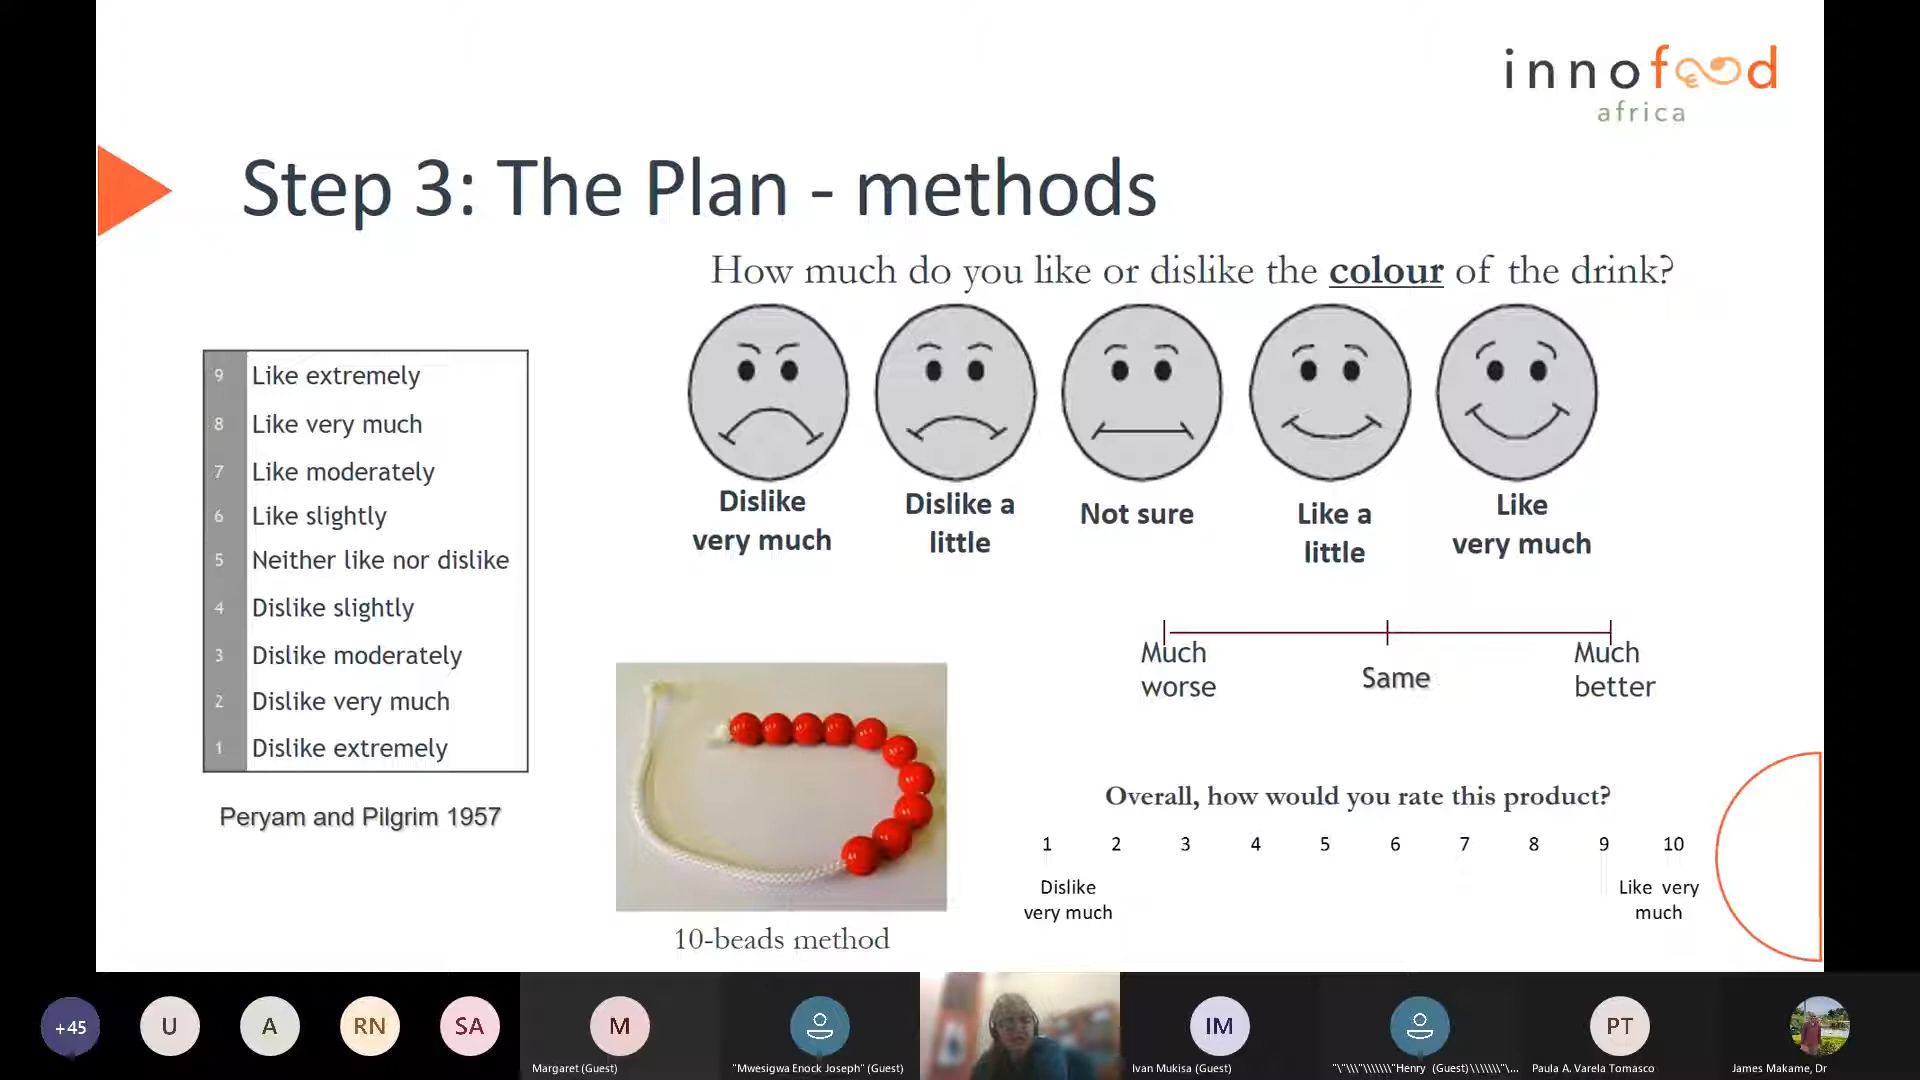 innofood
africa
Step 3: The Plan - methods
How much do you like or dislike the colour of the drink?
Dislike
very much
Dislike a
little
Not sure
Like a
little
Like
very much
9 Like extremely
8 Like very much
7 Like moderately
6 Like slightly
5 Neither like nor dislike
4 Dislike slightly
3 Dislike moderately
2 Dislike very much
1 Dislike extremely
Peryam and Pilgrim 1957
10-beads method
Much
worse
Same
Much
better
Overall, how would you rate this product?
1 2 3 4 5 6 7 8 9 10
Dislike
very much
Like very
much
+45
U
A
RN
SA
M
Margaret (Guest)
"Mwesigwa Enock Joseph" (Guest)
IM
Ivan Mukisa (Guest)
"\"\\\"\\\\\\\"Henry (Guest)\\\\\\\"\...
PT
Paula A. Varela Tomasco
James Makame, Dr